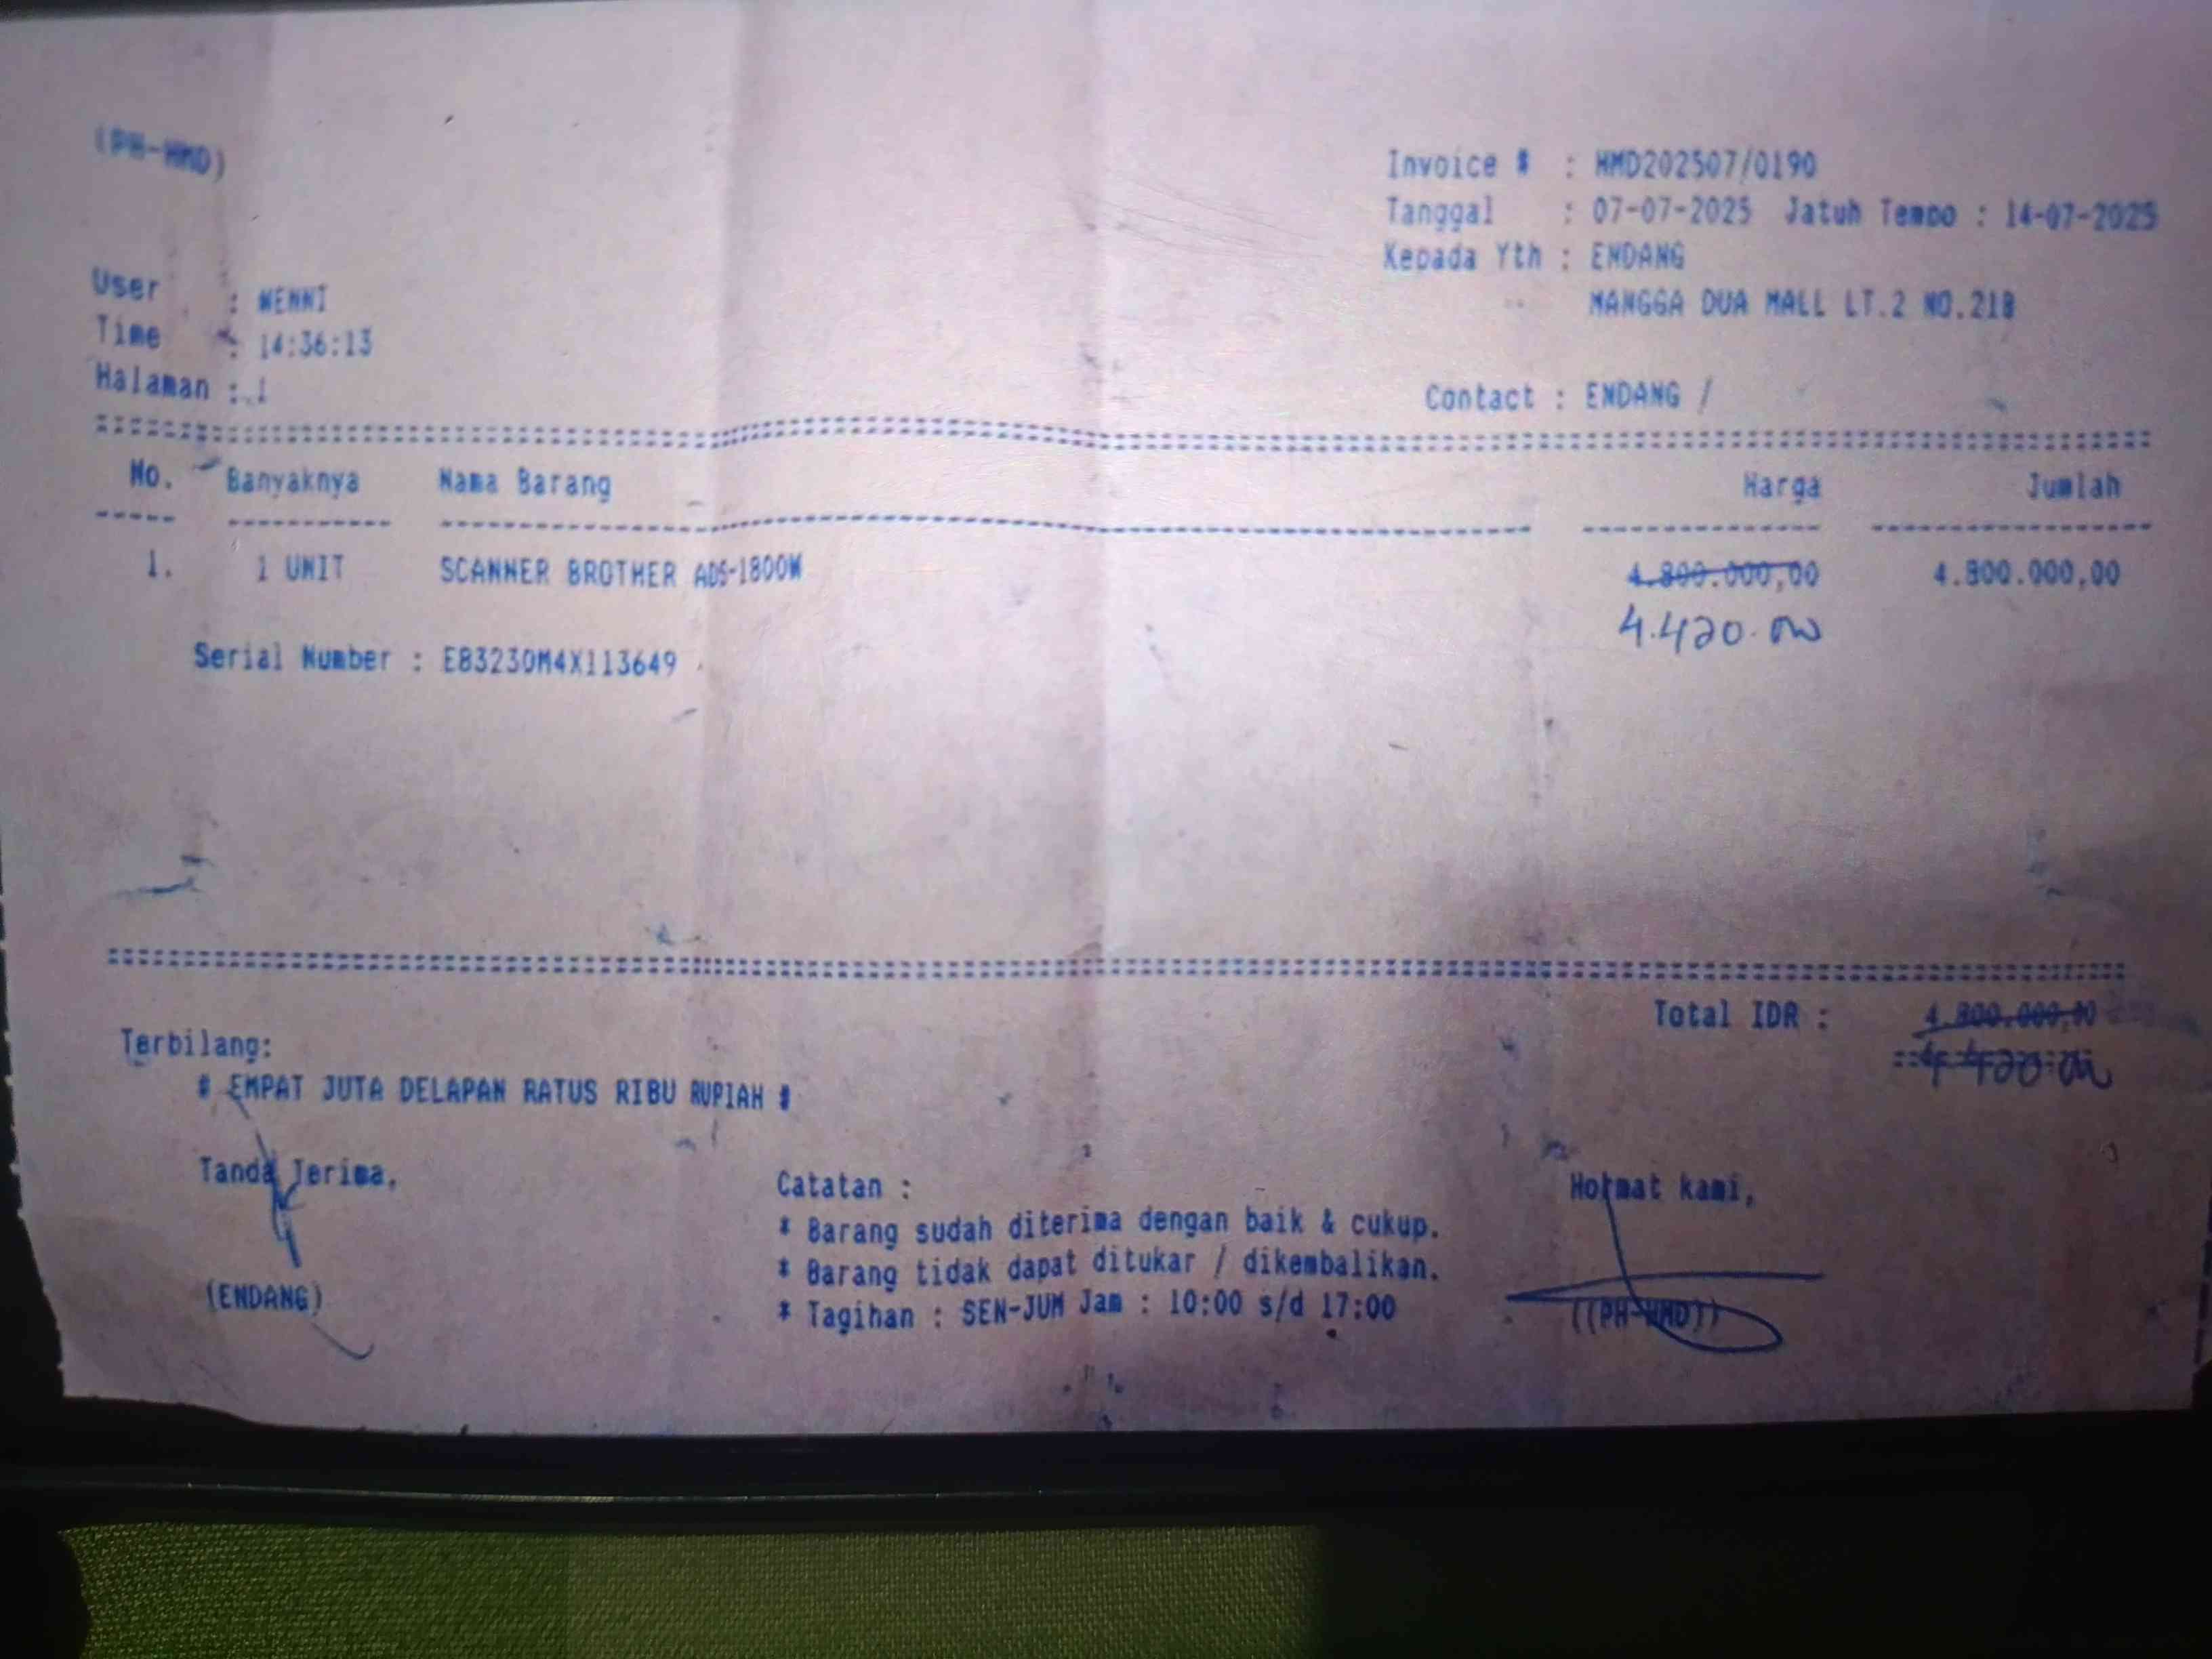 (PH-HMD)
Invoice # : HMD202507/0190
Tanggal : 07-07-2025 Jatuh Tempo : 14-07-2025
Kepada Yth : ENDANG
MANGGA DUA MALL LT.2 NO.21B
User : WENNI
Time : 14:36:13
Halaman : 1
Contact : ENDANG /
No. Banyaknya Nama Barang Harga Jumlah
1. 1 UNIT SCANNER BROTHER ADS-1800W 4.800.000,00 4.800.000,00
4.420.000
Serial Number : E83230M4X113649
Total IDR : 4.800.000,00
4.420.000
Terbilang:
# EMPAT JUTA DELAPAN RATUS RIBU RUPIAH #
Tanda Terima, Catatan : Hormat kami,
* Barang sudah diterima dengan baik & cukup.
* Barang tidak dapat ditukar / dikembalikan.
(ENDANG) * Tagihan : SEN-JUM Jam : 10:00 s/d 17:00 ((PH-HMD))